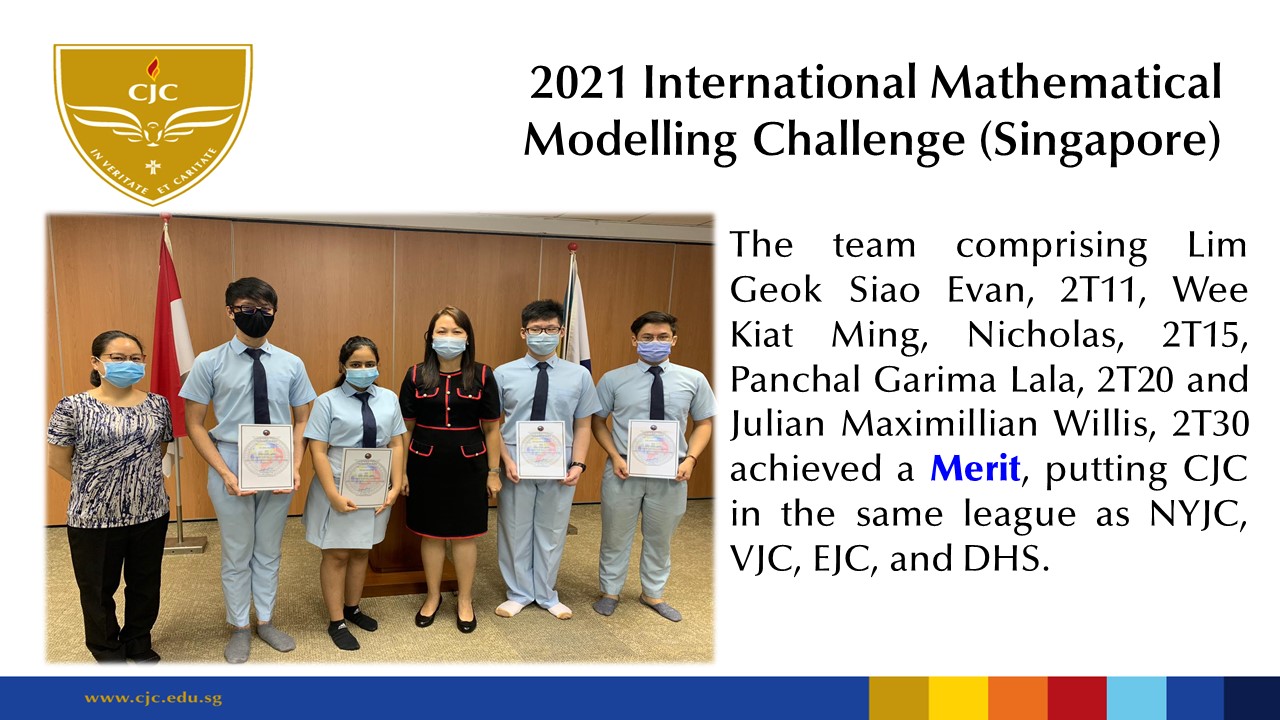 CJC
IN VERITATE ET CARITATE
2021 International Mathematical
Modelling Challenge (Singapore)
The team comprising Lim
Geok Siao Evan, 2T11, Wee
Kiat Ming, Nicholas, 2T15,
Panchal Garima Lala, 2T20 and
Julian Maximillian Willis, 2T30
achieved a Merit, putting CJC
in the same league as NYJC,
VJC, EJC, and DHS.
www.cjc.edu.sg